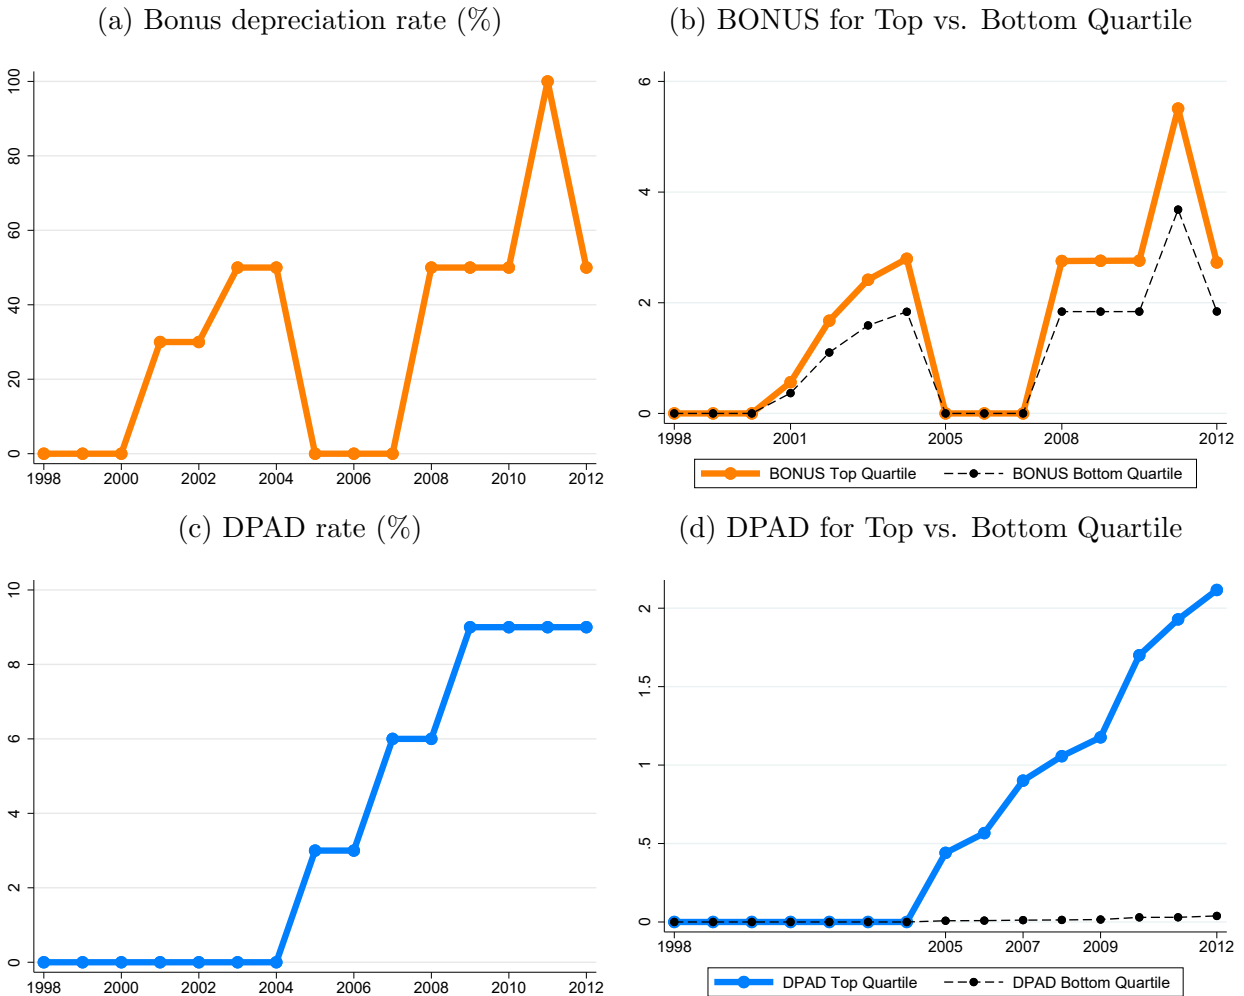 (a) Bonus depreciation rate (%)
100
80
60
40
20
0
1998 2000 2002 2004 2006 2008 2010 2012
(b) BONUS for Top vs. Bottom Quartile
6
4
2
0
1998 2001 2005 2008 2012
BONUS Top Quartile BONUS Bottom Quartile
(c) DPAD rate (%)
10
8
6
4
2
0
1998 2000 2002 2004 2006 2008 2010 2012
(d) DPAD for Top vs. Bottom Quartile
2
1.5
1
.5
0
1998 2005 2007 2009 2012
DPAD Top Quartile DPAD Bottom Quartile